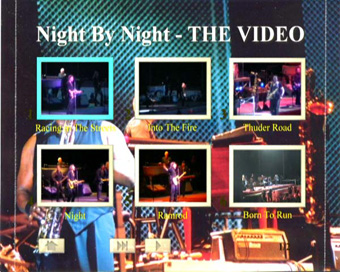 Night By Night - THE VIDEO
Racing In The Street
Into The Fire
Thuder Road
Night
Ramrod
Born To Run